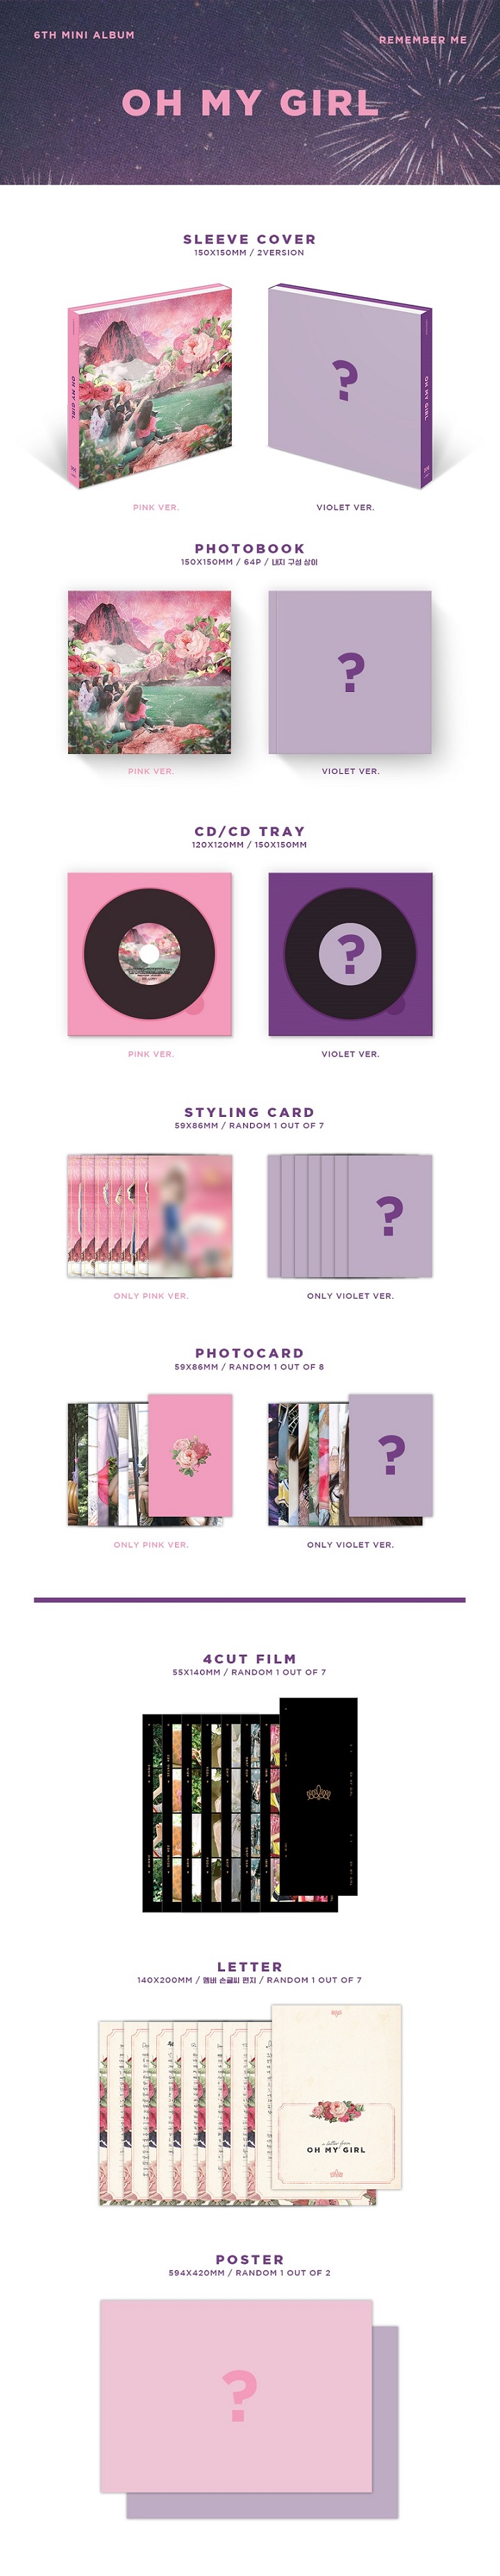 6TH MINI ALBUM
REMEMBER ME
OH MY GIRL
SLEEVE COVER
150X150MM / 2VERSION
OH MY GIRL
OH MY GIRL
PINK VER.
VIOLET VER.
PHOTOBOOK
150X150MM / 64P / 내지 구성 상이
PINK VER.
VIOLET VER.
CD/CD TRAY
120X120MM / 150X150MM
PINK VER.
VIOLET VER.
STYLING CARD
59X86MM / RANDOM 1 OUT OF 7
ONLY PINK VER.
ONLY VIOLET VER.
PHOTOCARD
59X86MM / RANDOM 1 OUT OF 8
ONLY PINK VER.
ONLY VIOLET VER.
4CUT FILM
55X140MM / RANDOM 1 OUT OF 7
LETTER
140X200MM / 멤버 손글씨 편지 / RANDOM 1 OUT OF 7
a letter from
OH MY GIRL
POSTER
594X420MM / RANDOM 1 OUT OF 2